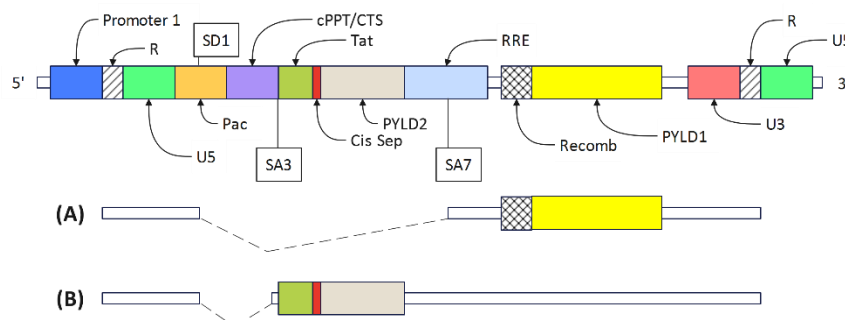 Promoter 1
R
SD1
cPPT/CTS
Tat
RRE
R
U5
5'
3'
U5
Pac
SA3
Cis Sep
PYLD2
SA7
Recomb
PYLD1
U3
(A)
(B)